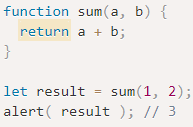 function sum(a, b) {
  return a + b;
}

let result = sum(1, 2);
alert( result ); // 3